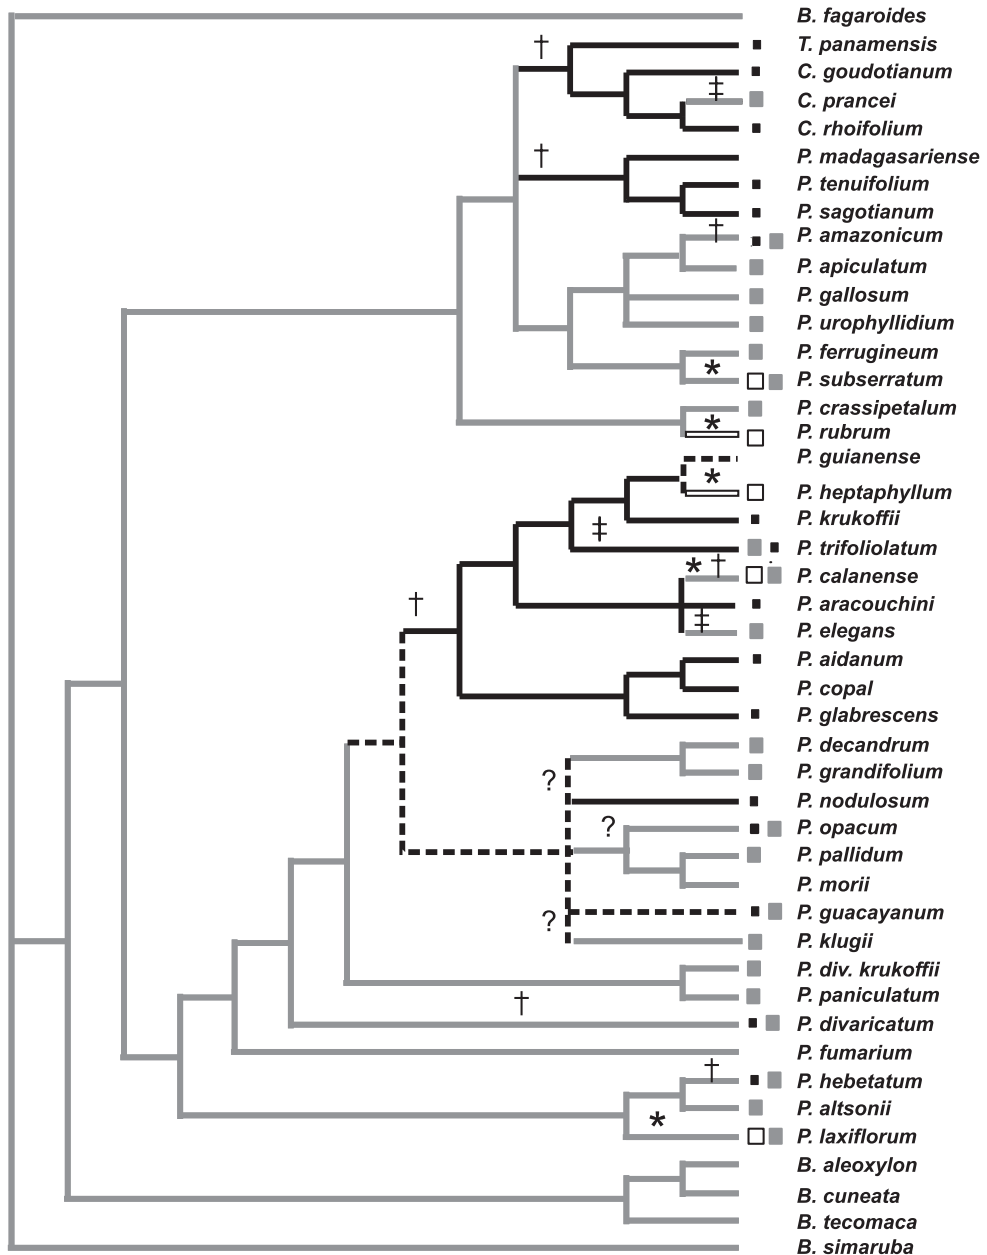 B. fagaroides
†
T. panamensis
C. goudotianum
‡
C. prancei
C. rhoifolium
†
P. madagasariense
P. tenuifolium
P. sagotianum
†
P. amazonicum
P. apiculatum
P. gallosum
P. urophyllidium
P. ferrugineum
*
P. subserratum
P. crassipetalum
*
P. rubrum
P. guianense
*
P. heptaphyllum
P. krukoffii
‡
P. trifoliolatum
* †
P. calanense
†
P. aracouchini
‡
P. elegans
P. aidanum
P. copal
P. glabrescens
P. decandrum
?
P. grandifolium
P. nodulosum
?
P. opacum
P. pallidum
P. morii
P. guacayanum
?
P. klugii
P. div. krukoffii
P. paniculatum
†
P. divaricatum
P. fumarium
†
P. hebetatum
P. altsonii
*
P. laxiflorum
B. aleoxylon
B. cuneata
B. tecomaca
B. simaruba